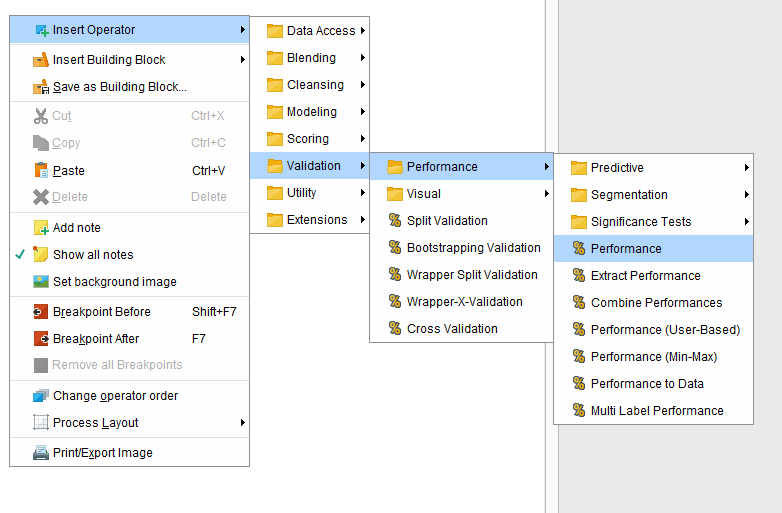 Insert Operator
Insert Building Block
Save as Building Block...
Cut Ctrl+X
Copy Ctrl+C
Paste Ctrl+V
Delete Delete
Add note
Show all notes
Set background image
Breakpoint Before Shift+F7
Breakpoint After F7
Remove all Breakpoints
Change operator order
Process Layout
Print/Export Image
Data Access
Blending
Cleansing
Modeling
Scoring
Validation
Utility
Extensions
Performance
Visual
Split Validation
Bootstrapping Validation
Wrapper Split Validation
Wrapper-X-Validation
Cross Validation
Predictive
Segmentation
Significance Tests
Performance
Extract Performance
Combine Performances
Performance (User-Based)
Performance (Min-Max)
Performance to Data
Multi Label Performance